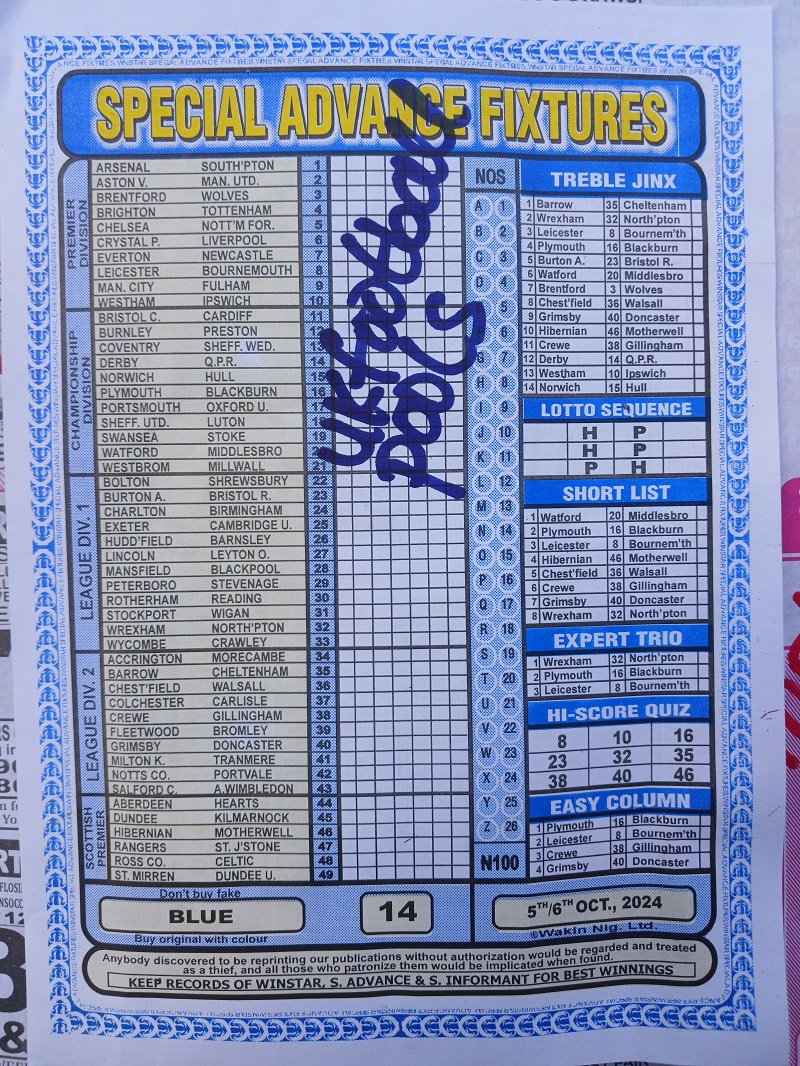 SPECIAL ADVANCE FIXTURES
PREMIER DIVISION
ARSENAL SOUTH'PTON 1
ASTON V. MAN. UTD. 2
BRENTFORD WOLVES 3
BRIGHTON TOTTENHAM 4
CHELSEA NOTT'M FOR. 5
CRYSTAL P. LIVERPOOL 6
EVERTON NEWCASTLE 7
LEICESTER BOURNEMOUTH 8
MAN. CITY FULHAM 9
WESTHAM IPSWICH 10
CHAMPIONSHIP DIVISION
BRISTOL C. CARDIFF 11
BURNLEY PRESTON 12
COVENTRY SHEFF. WED. 13
DERBY Q.P.R. 14
NORWICH HULL 15
PLYMOUTH BLACKBURN 16
PORTSMOUTH OXFORD U. 17
SHEFF. UTD. LUTON
SWANSEA STOKE 19
WATFORD MIDDLESBRO
WESTBROM MILLWALL 21
LEAGUE DIV. 1
BOLTON SHREWSBURY 22
BURTON A. BRISTOL R. 23
CHARLTON BIRMINGHAM 24
EXETER CAMBRIDGE U. 25
HUDD'FIELD BARNSLEY 26
LINCOLN LEYTON O. 27
MANSFIELD BLACKPOOL 28
PETERBORO STEVENAGE 29
ROTHERHAM READING 30
STOCKPORT WIGAN 31
WREXHAM NORTH'PTON 32
WYCOMBE CRAWLEY 33
LEAGUE DIV. 2
ACCRINGTON MORECAMBE 34
BARROW CHELTENHAM 35
CHEST'FIELD WALSALL 36
COLCHESTER CARLISLE 37
CREWE GILLINGHAM 38
FLEETWOOD BROMLEY 39
GRIMSBY DONCASTER 40
MILTON K. TRANMERE 41
NOTTS CO. PORTVALE 42
SALFORD C. A.WIMBLEDON 43
SCOTTISH PREMIER
ABERDEEN HEARTS 44
DUNDEE KILMARNOCK 45
HIBERNIAN MOTHERWELL 46
RANGERS ST. J'STONE 47
ROSS CO. CELTIC 48
ST. MIRREN DUNDEE U. 49
UK football
pools
NOS
A 1
B 2
C 3
D 4
5
6
G 7
H 8
I 9
J 10
K 11
L 12
M 13
N 14
O 15
P 16
Q 17
R 18
S 19
T 20
U 21
V 22
W 23
X 24
Y 25
Z 26
N100
TREBLE JINX
1 Barrow 35 Cheltenham
2 Wrexham 32 North'pton
3 Leicester 8 Bournem'th
4 Plymouth 16 Blackburn
5 Burton A. 23 Bristol R.
6 Watford 20 Middlesbro
7 Brentford 3 Wolves
8 Chest'field 36 Walsall
9 Grimsby 40 Doncaster
10 Hibernian 46 Motherwell
11 Crewe 38 Gillingham
12 Derby 14 Q.P.R.
13 Westham 10 Ipswich
14 Norwich 15 Hull
LOTTO SEQUENCE
H P
H P
P H
SHORT LIST
1 Watford 20 Middlesbro
2 Plymouth 16 Blackburn
3 Leicester 8 Bournem'th
4 Hibernian 46 Motherwell
5 Chest'field 36 Walsall
6 Crewe 38 Gillingham
7 Grimsby 40 Doncaster
8 Wrexham 32 North'pton
EXPERT TRIO
1 Wrexham 32 North'pton
2 Plymouth 16 Blackburn
3 Leicester 8 Bournem'th
HI-SCORE QUIZ
8 10 16
23 32 35
38 40 46
EASY COLUMN
1 Plymouth 16 Blackburn
2 Leicester 8 Bournem'th
3 Crewe 38 Gillingham
4 Grimsby 40 Doncaster
Don't buy fake
BLUE
Buy original with colour
14
5TH/6TH OCT., 2024
©Wakin Nig. Ltd.
Anybody discovered to be reprinting our publications without authorization would be regarded and treated
as a thief, and all those who patronize them would be implicated when found.
KEEP RECORDS OF WINSTAR, S. ADVANCE & S. INFORMANT FOR BEST WINNINGS